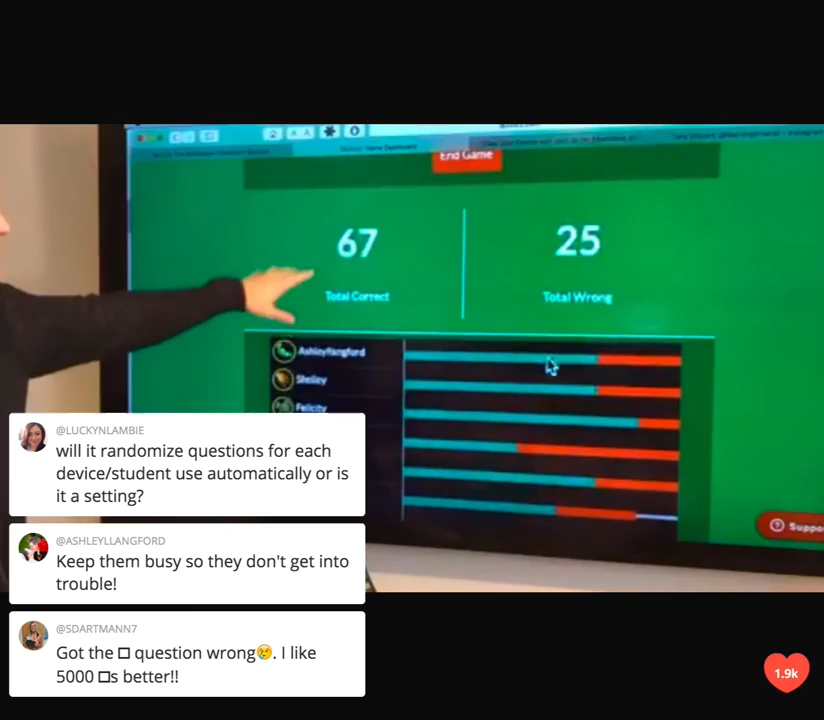 End Game
67
25
Total Correct
Total Wrong
Ashleyllangford
Shelley
Felicity
@LUCKYNLAMBIE
will it randomize questions for each
device/student use automatically or is
it a setting?
@ASHLEYLLANGFORD
Keep them busy so they don't get into
trouble!
@SDARTMANN7
Got the □ question wrong😢. I like
5000 □s better!!
Suppo
1.9k